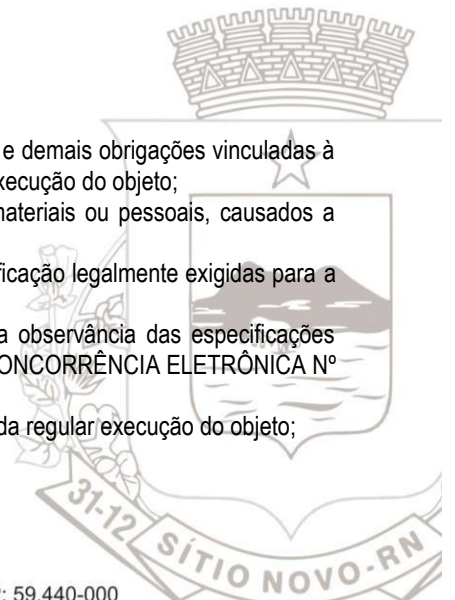 e demais obrigações vinculadas à
xecução do objeto;
nateriais ou pessoais, causados a
ficação legalmente exigidas para a
a observância das especificações
ONCORRÊNCIA ELETRÔNICA Nº
da regular execução do objeto;
31-12
SÍTIO NOVO-RN
: 59.440-000